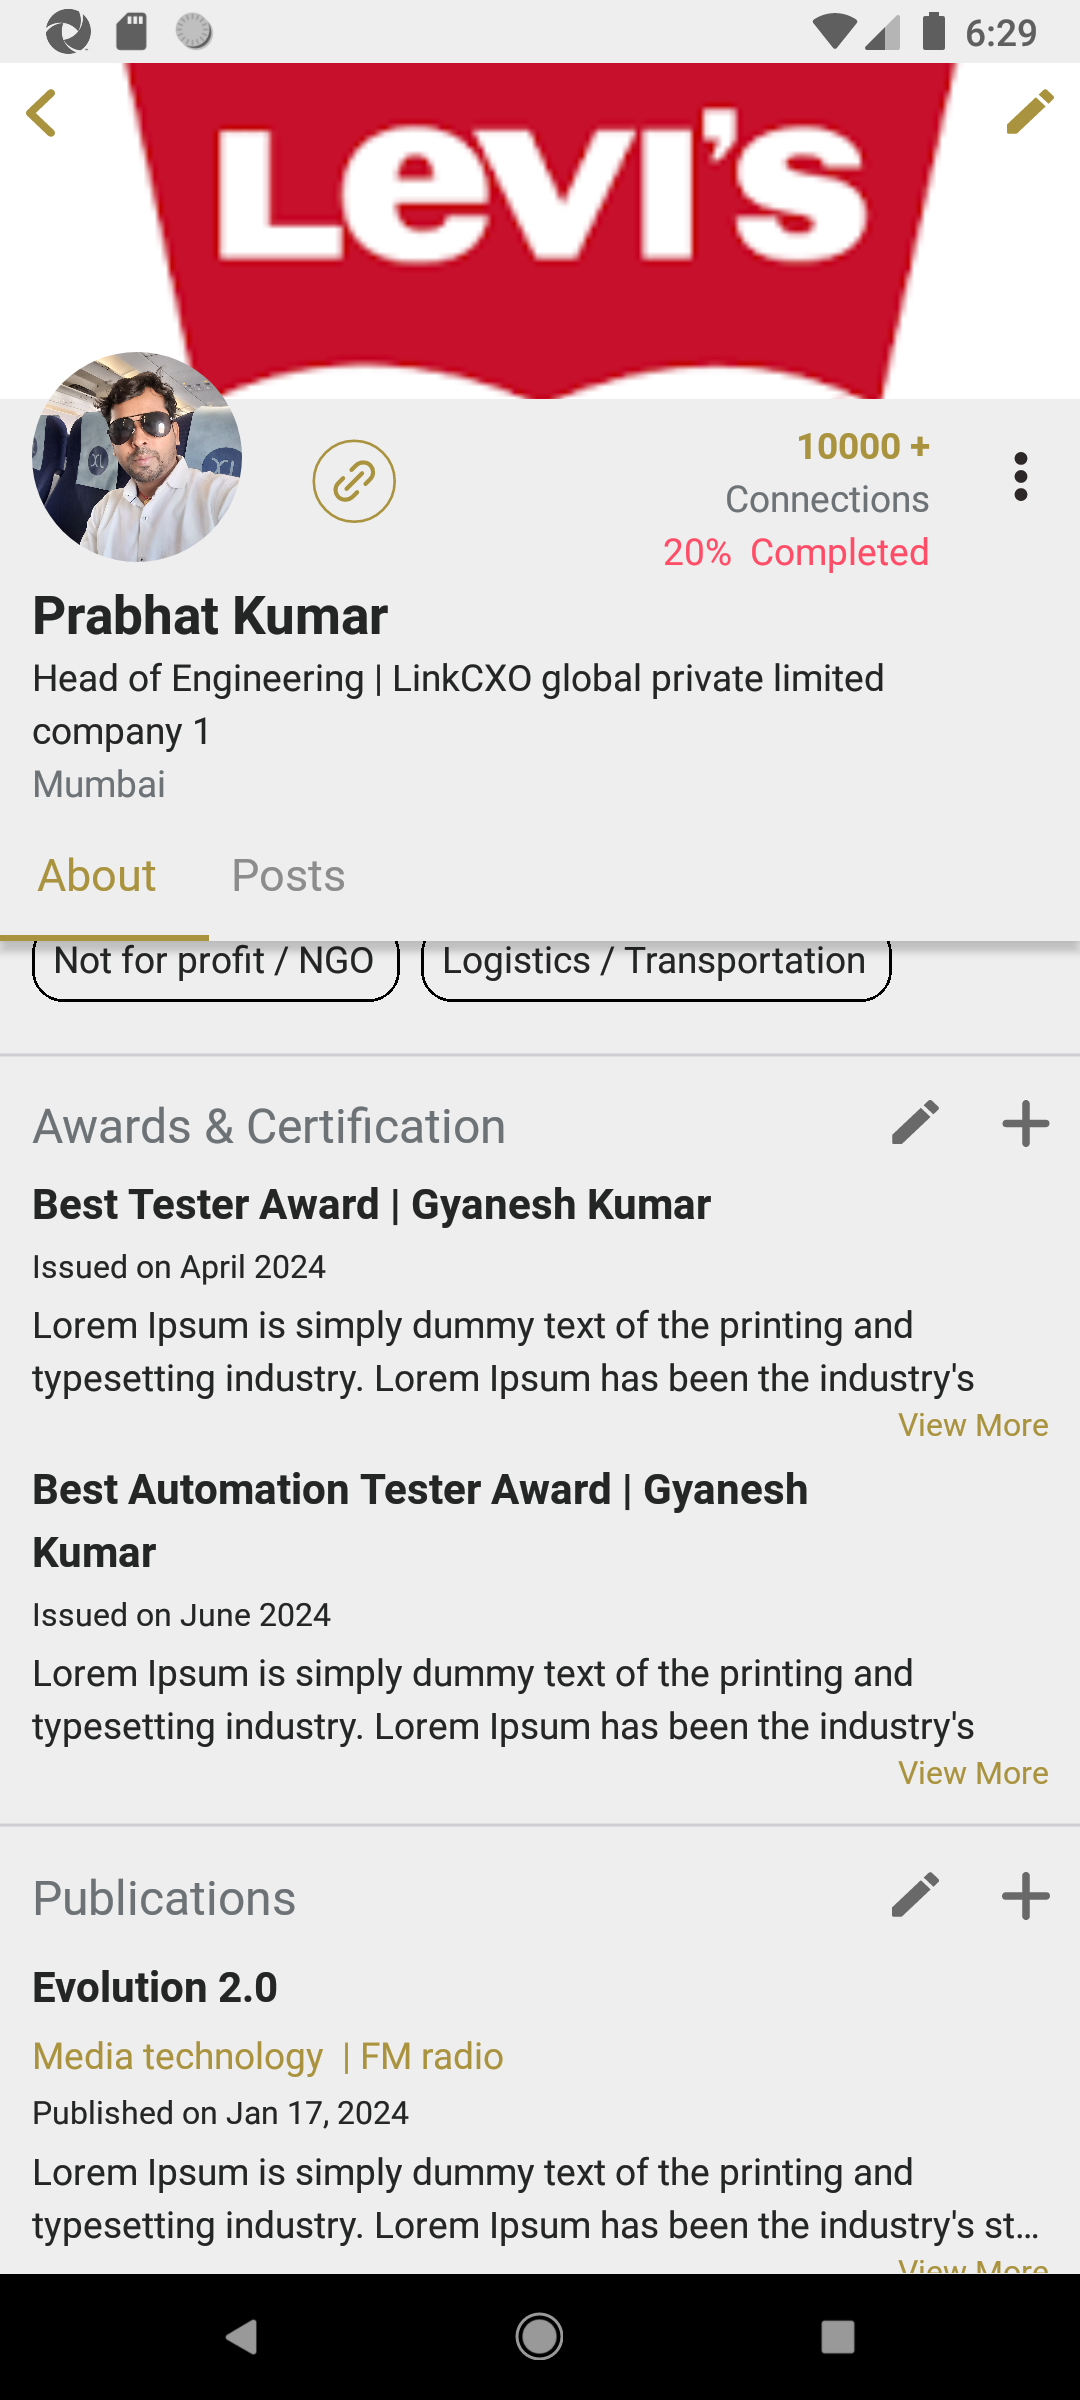 6:29
Levi's
10000 +
Connections
20% Completed
Prabhat Kumar
Head of Engineering | LinkCXO global private limited
company 1
Mumbai
About Posts
Not for profit / NGO Logistics / Transportation
Awards & Certification
Best Tester Award | Gyanesh Kumar
Issued on April 2024
Lorem Ipsum is simply dummy text of the printing and
typesetting industry. Lorem Ipsum has been the industry's
View More
Best Automation Tester Award | Gyanesh
Kumar
Issued on June 2024
Lorem Ipsum is simply dummy text of the printing and
typesetting industry. Lorem Ipsum has been the industry's
View More
Publications
Evolution 2.0
Media technology | FM radio
Published on Jan 17, 2024
Lorem Ipsum is simply dummy text of the printing and
typesetting industry. Lorem Ipsum has been the industry's st…
View More